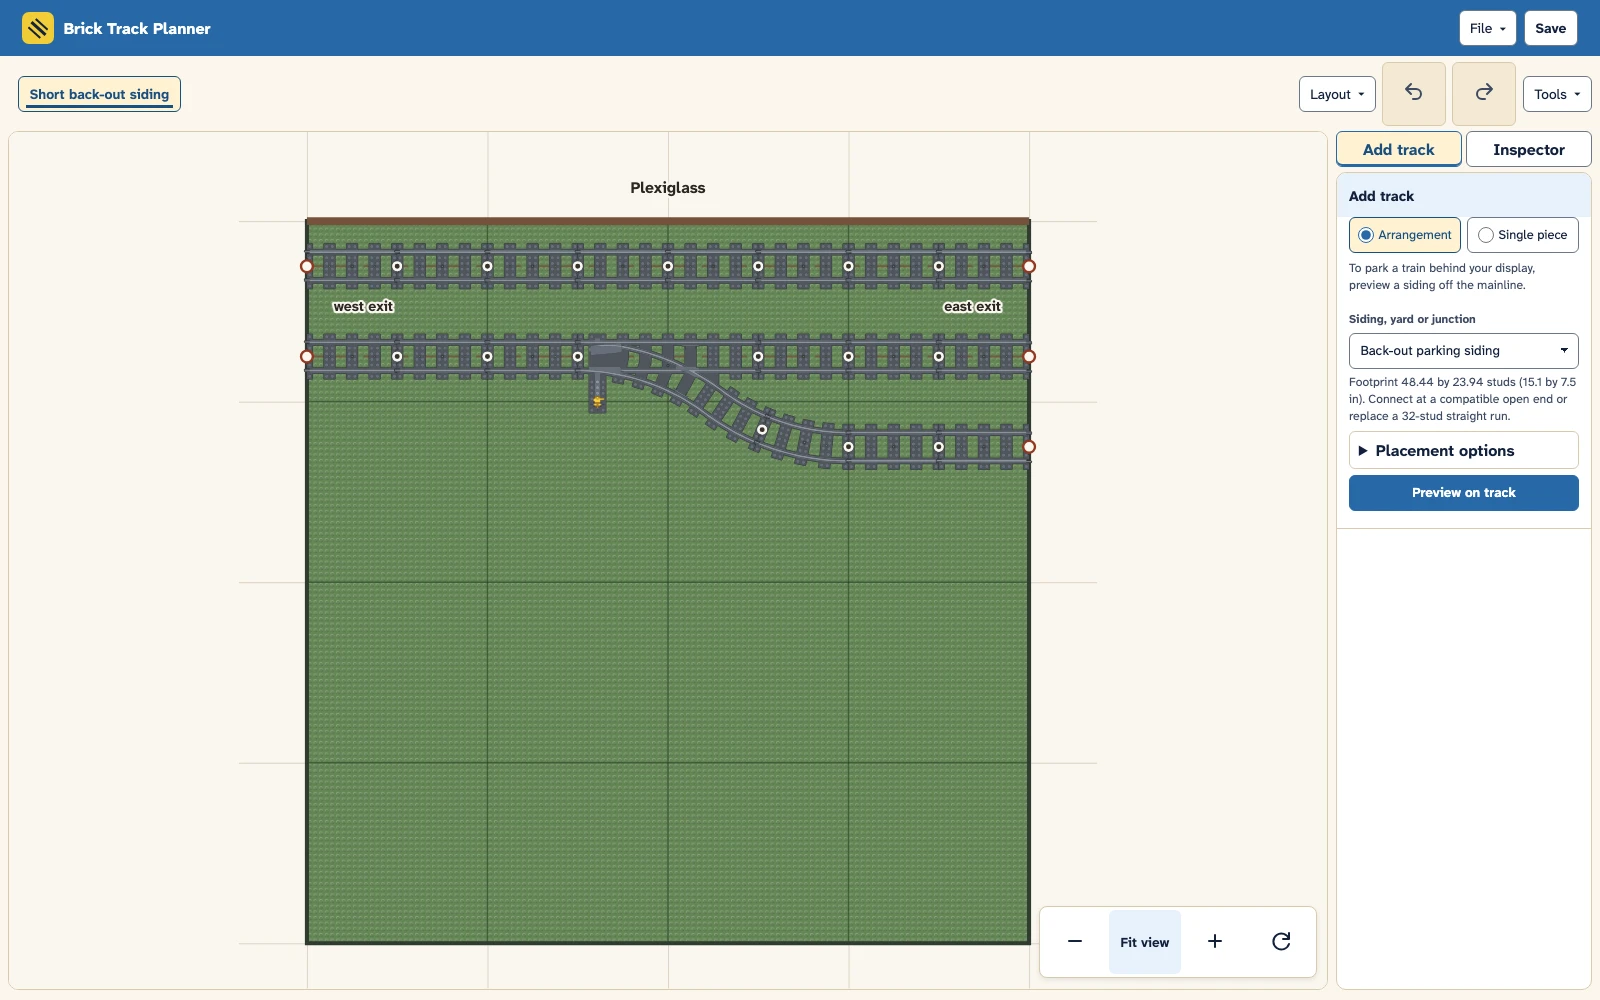 Brick Track Planner
File
Save
Short back-out siding
Layout
Tools
Add track
Inspector
Plexiglass
west exit
east exit
Add track
Arrangement
Single piece
To park a train behind your display,
preview a siding off the mainline.
Siding, yard or junction
Back-out parking siding
Footprint 48.44 by 23.94 studs (15.1 by 7.5
in). Connect at a compatible open end or
replace a 32-stud straight run.
Placement options
Preview on track
Fit view